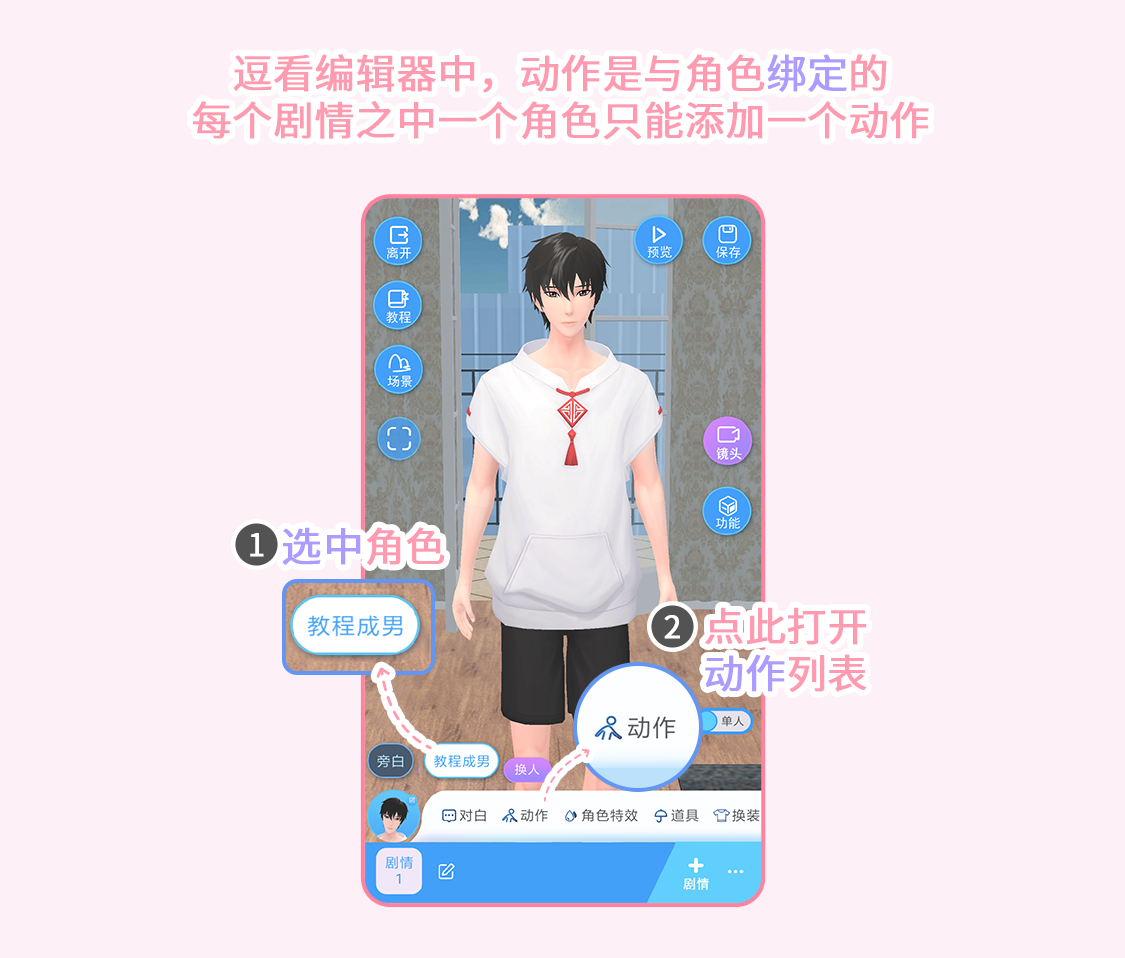 逗看编辑器中，动作是与角色绑定的
每个剧情之中一个角色只能添加一个动作
离开
预览
保存
教程
场景
镜头
功能
1 选中角色
教程成男
2 点此打开
动作列表
动作
单人
旁白
教程成男
换人
对白
动作
角色特效
道具
换装
剧情
1
剧情